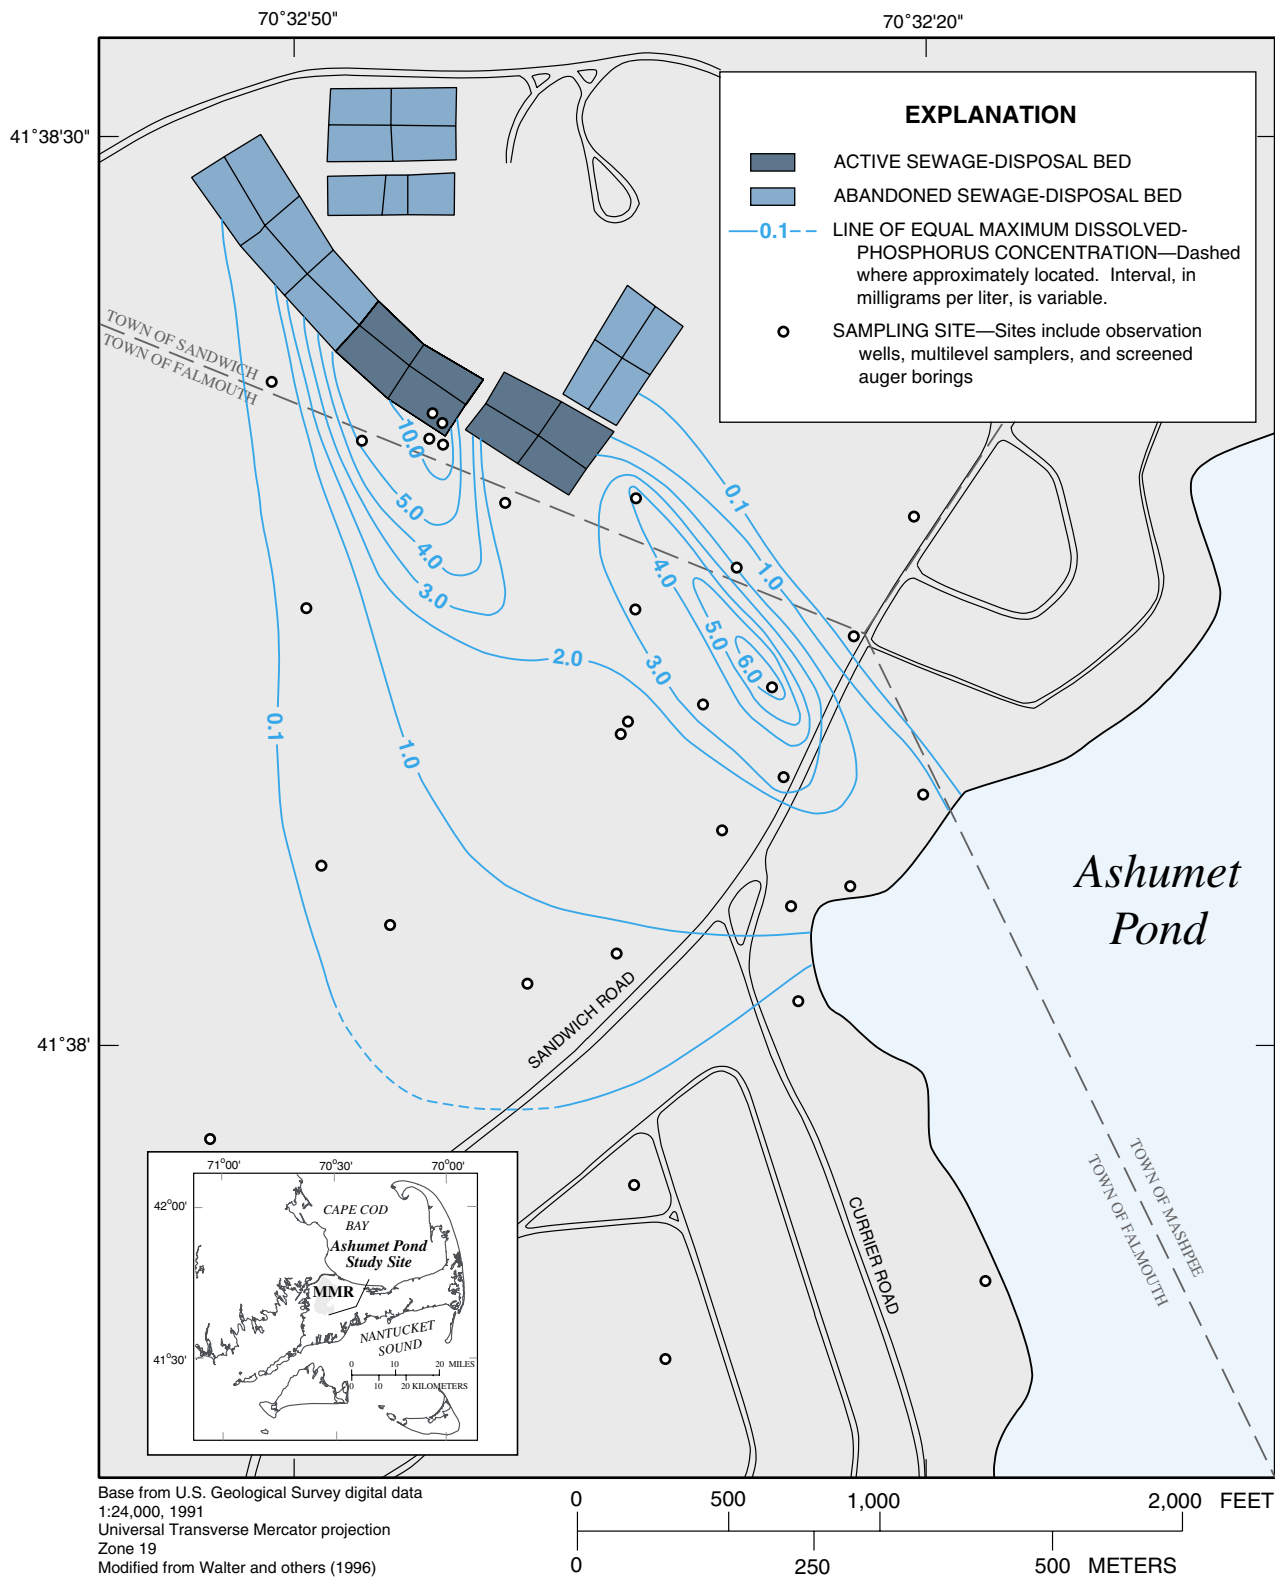 70°32'50"
70°32'20"
41°38'30"
EXPLANATION
ACTIVE SEWAGE-DISPOSAL BED
ABANDONED SEWAGE-DISPOSAL BED
0.1
LINE OF EQUAL MAXIMUM DISSOLVED-
PHOSPHORUS CONCENTRATION—Dashed
where approximately located. Interval, in
milligrams per liter, is variable.
SAMPLING SITE—Sites include observation
wells, multilevel samplers, and screened
auger borings
TOWN OF SANDWICH
TOWN OF FALMOUTH
10.0
5.0
4.0
3.0
2.0
0.1
1.0
0.1
1.0
4.0
5.0
6.0
3.0
Ashumet
Pond
SANDWICH ROAD
41°38'
CURRIER ROAD
TOWN OF MASHPEE
TOWN OF FALMOUTH
71°00'
70°30'
70°00'
42°00'
CAPE COD
BAY
Ashumet Pond
Study Site
MMR
NANTUCKET
SOUND
41°30'
0 10 20 MILES
0 10 20 KILOMETERS
Base from U.S. Geological Survey digital data
1:24,000, 1991
Universal Transverse Mercator projection
Zone 19
Modified from Walter and others (1996)
0 500 1,000 2,000 FEET
0 250 500 METERS